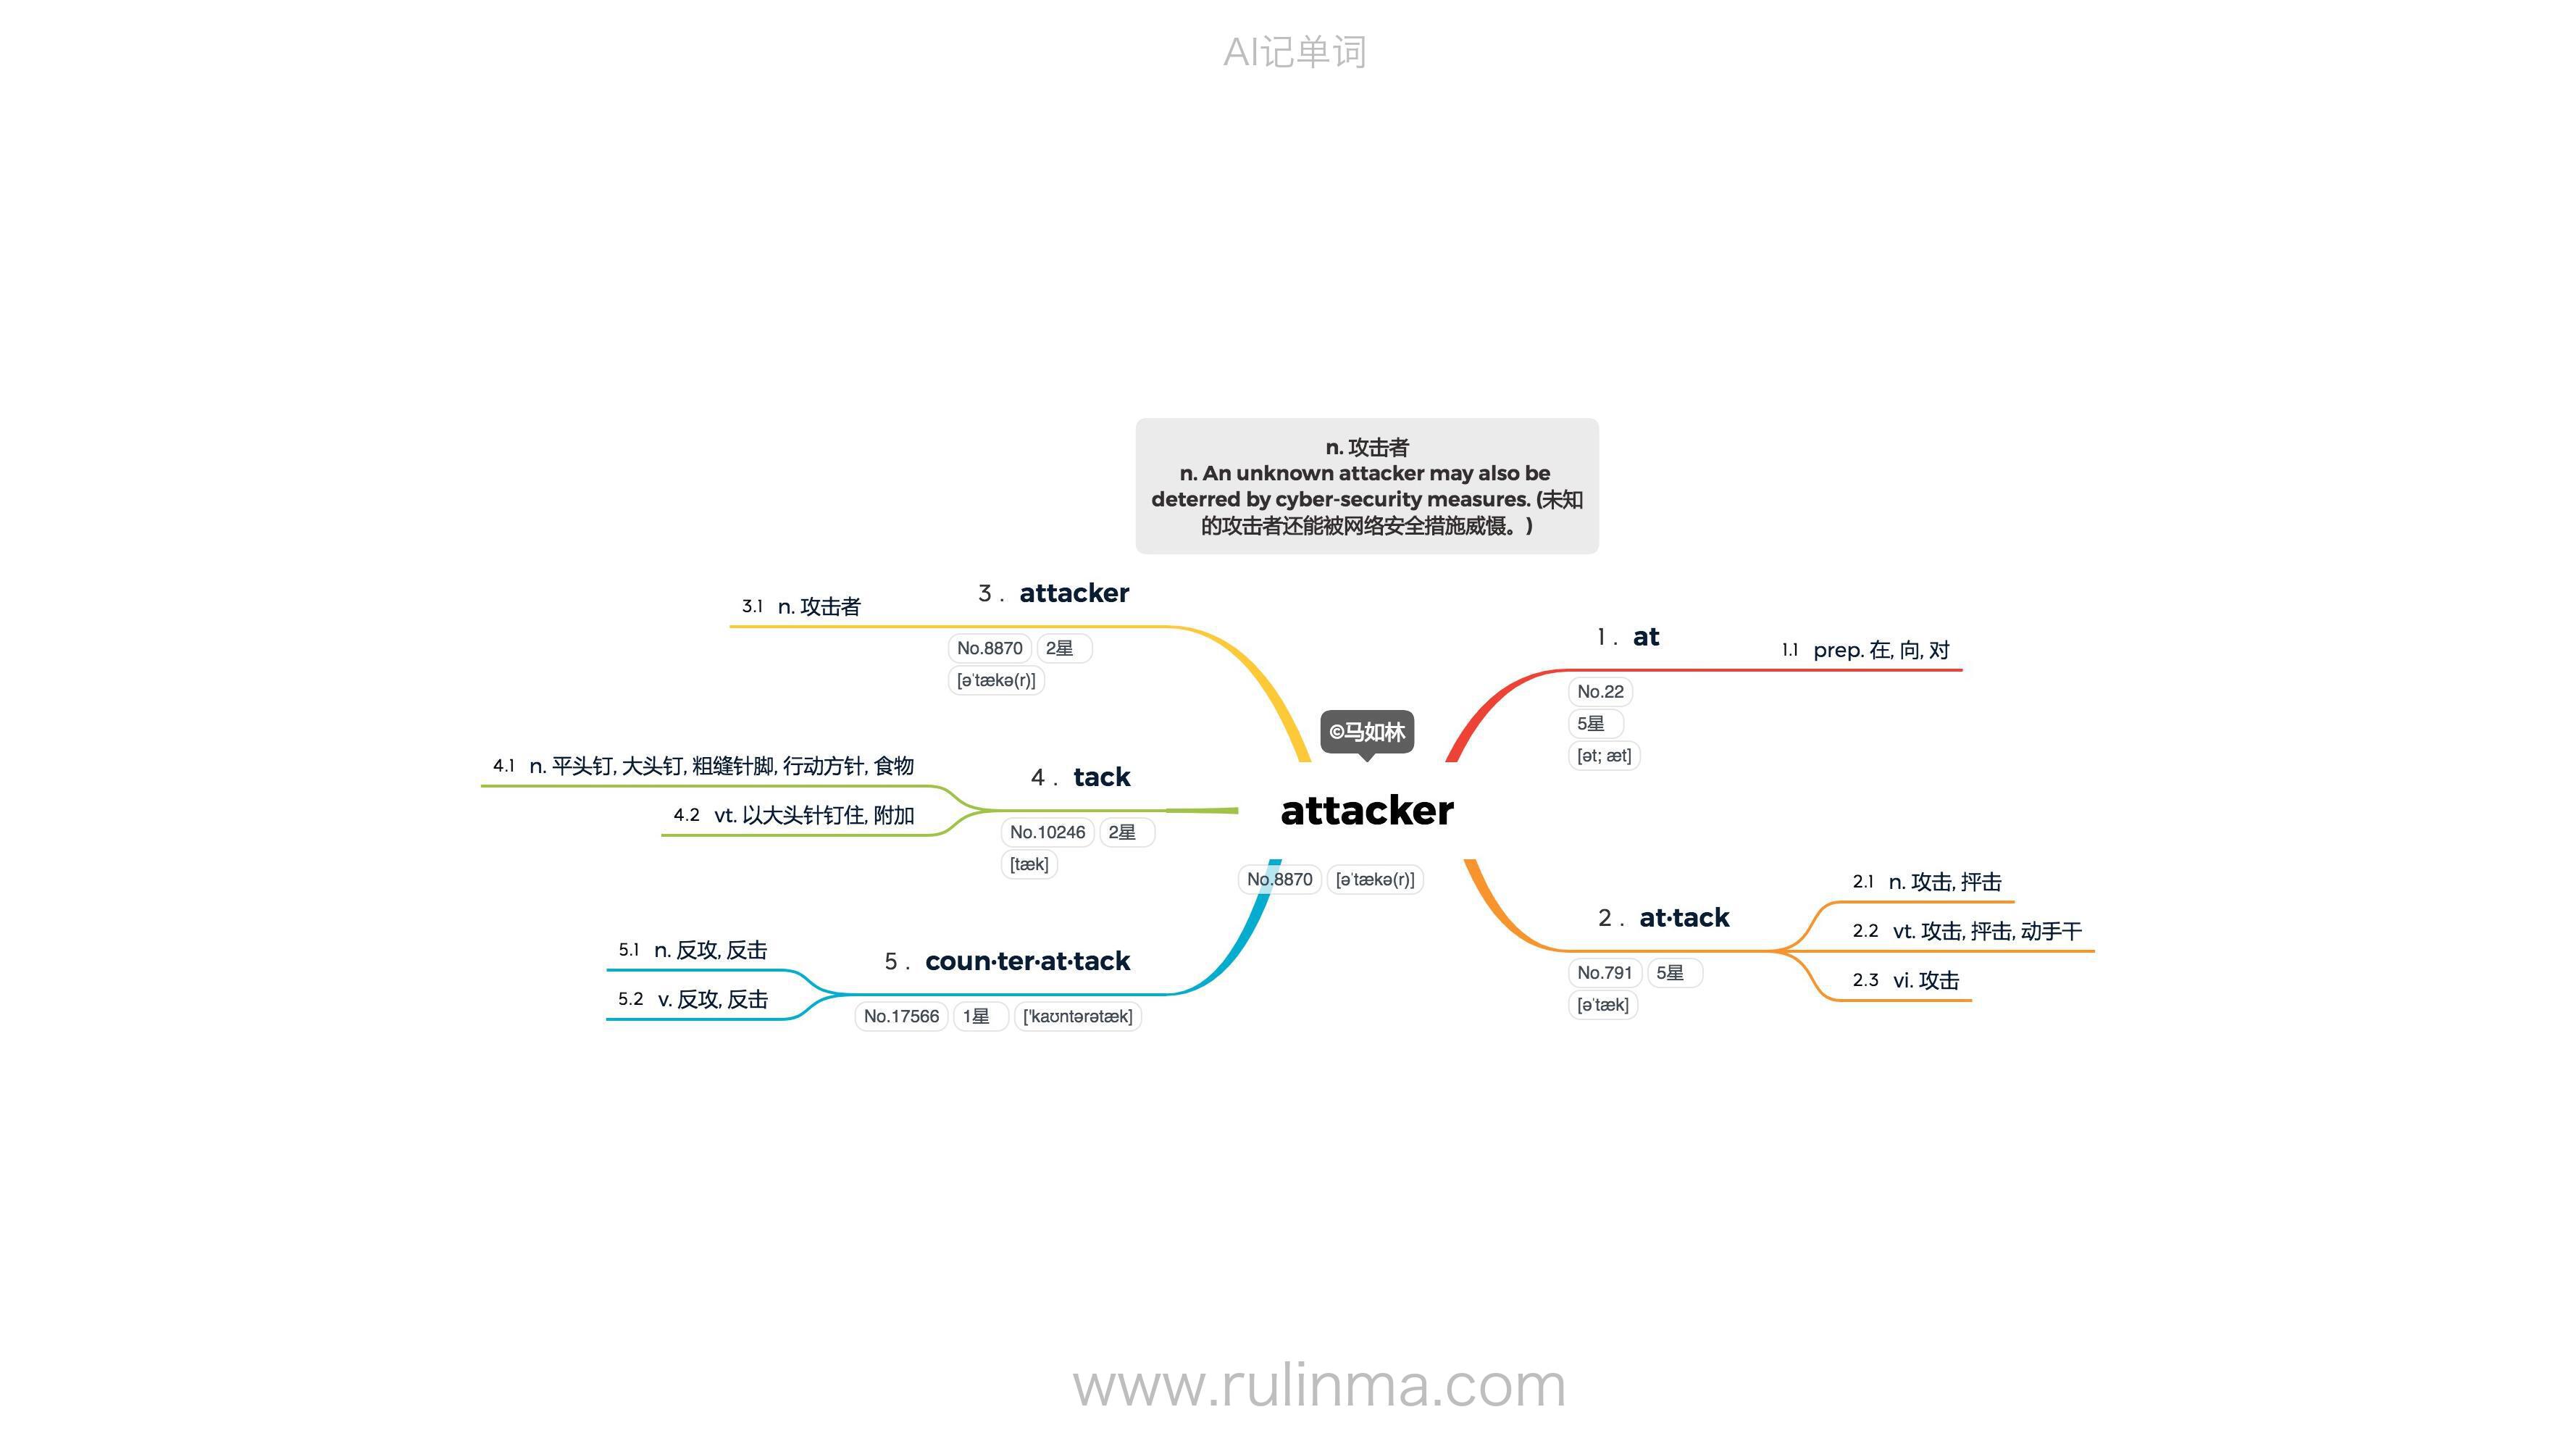 AI记单词
n. 攻击者
n. An unknown attacker may also be
deterred by cyber-security measures. (未知
的攻击者还能被网络安全措施威慑。)
©马如林
attacker
No.8870 [əˈtækə(r)]
1 . at
No.22
5星
[ət; æt]
1.1 prep. 在, 向, 对
2 . at·tack
No.791 5星
[əˈtæk]
2.1 n. 攻击, 抨击
2.2 vt. 攻击, 抨击, 动手干
2.3 vi. 攻击
3 . attacker
No.8870 2星
[əˈtækə(r)]
3.1 n. 攻击者
4 . tack
No.10246 2星
[tæk]
4.1 n. 平头钉, 大头钉, 粗缝针脚, 行动方针, 食物
4.2 vt. 以大头针钉住, 附加
5 . coun·ter·at·tack
No.17566 1星 ['kaʊntərətæk]
5.1 n. 反攻, 反击
5.2 v. 反攻, 反击
www.rulinma.com